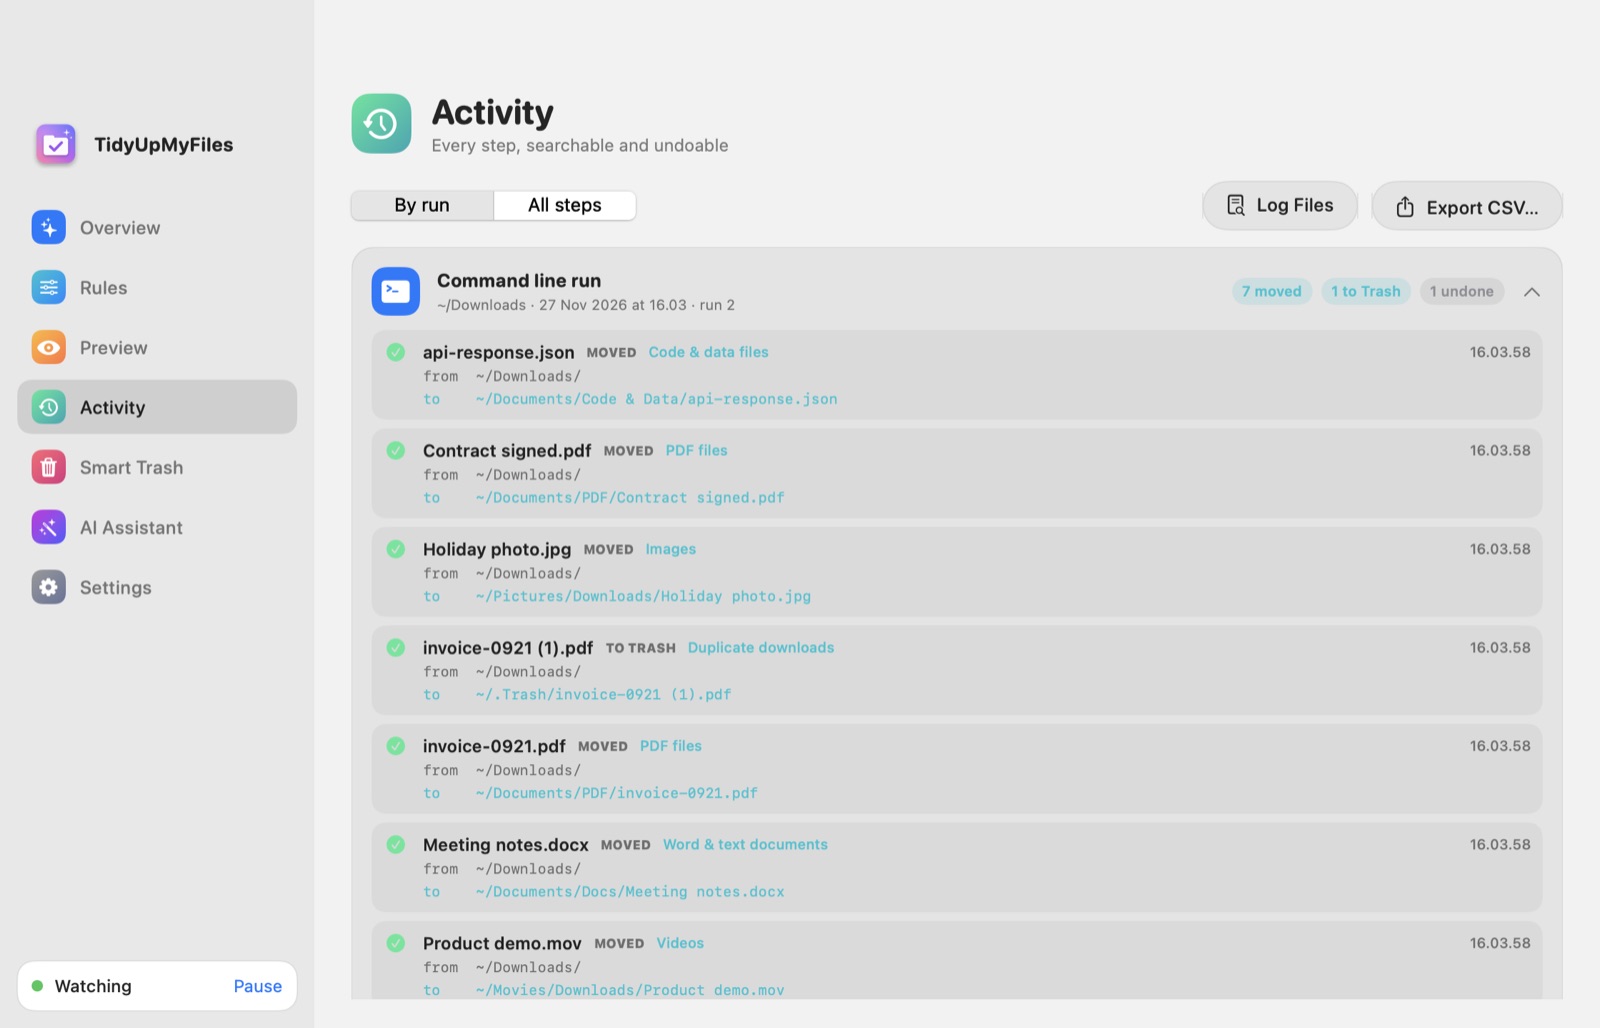 TidyUpMyFiles
Overview
Rules
Preview
Activity
Smart Trash
AI Assistant
Settings
Watching
Pause
Activity
Every step, searchable and undoable
By run
All steps
Log Files
Export CSV...
Command line run
~/Downloads · 27 Nov 2026 at 16.03 · run 2
7 moved
1 to Trash
1 undone
api-response.json MOVED Code & data files 16.03.58
from ~/Downloads/
to ~/Documents/Code & Data/api-response.json
Contract signed.pdf MOVED PDF files 16.03.58
from ~/Downloads/
to ~/Documents/PDF/Contract signed.pdf
Holiday photo.jpg MOVED Images 16.03.58
from ~/Downloads/
to ~/Pictures/Downloads/Holiday photo.jpg
invoice-0921 (1).pdf TO TRASH Duplicate downloads 16.03.58
from ~/Downloads/
to ~/.Trash/invoice-0921 (1).pdf
invoice-0921.pdf MOVED PDF files 16.03.58
from ~/Downloads/
to ~/Documents/PDF/invoice-0921.pdf
Meeting notes.docx MOVED Word & text documents 16.03.58
from ~/Downloads/
to ~/Documents/Docs/Meeting notes.docx
Product demo.mov MOVED Videos 16.03.58
from ~/Downloads/
to ~/Movies/Downloads/Product demo.mov